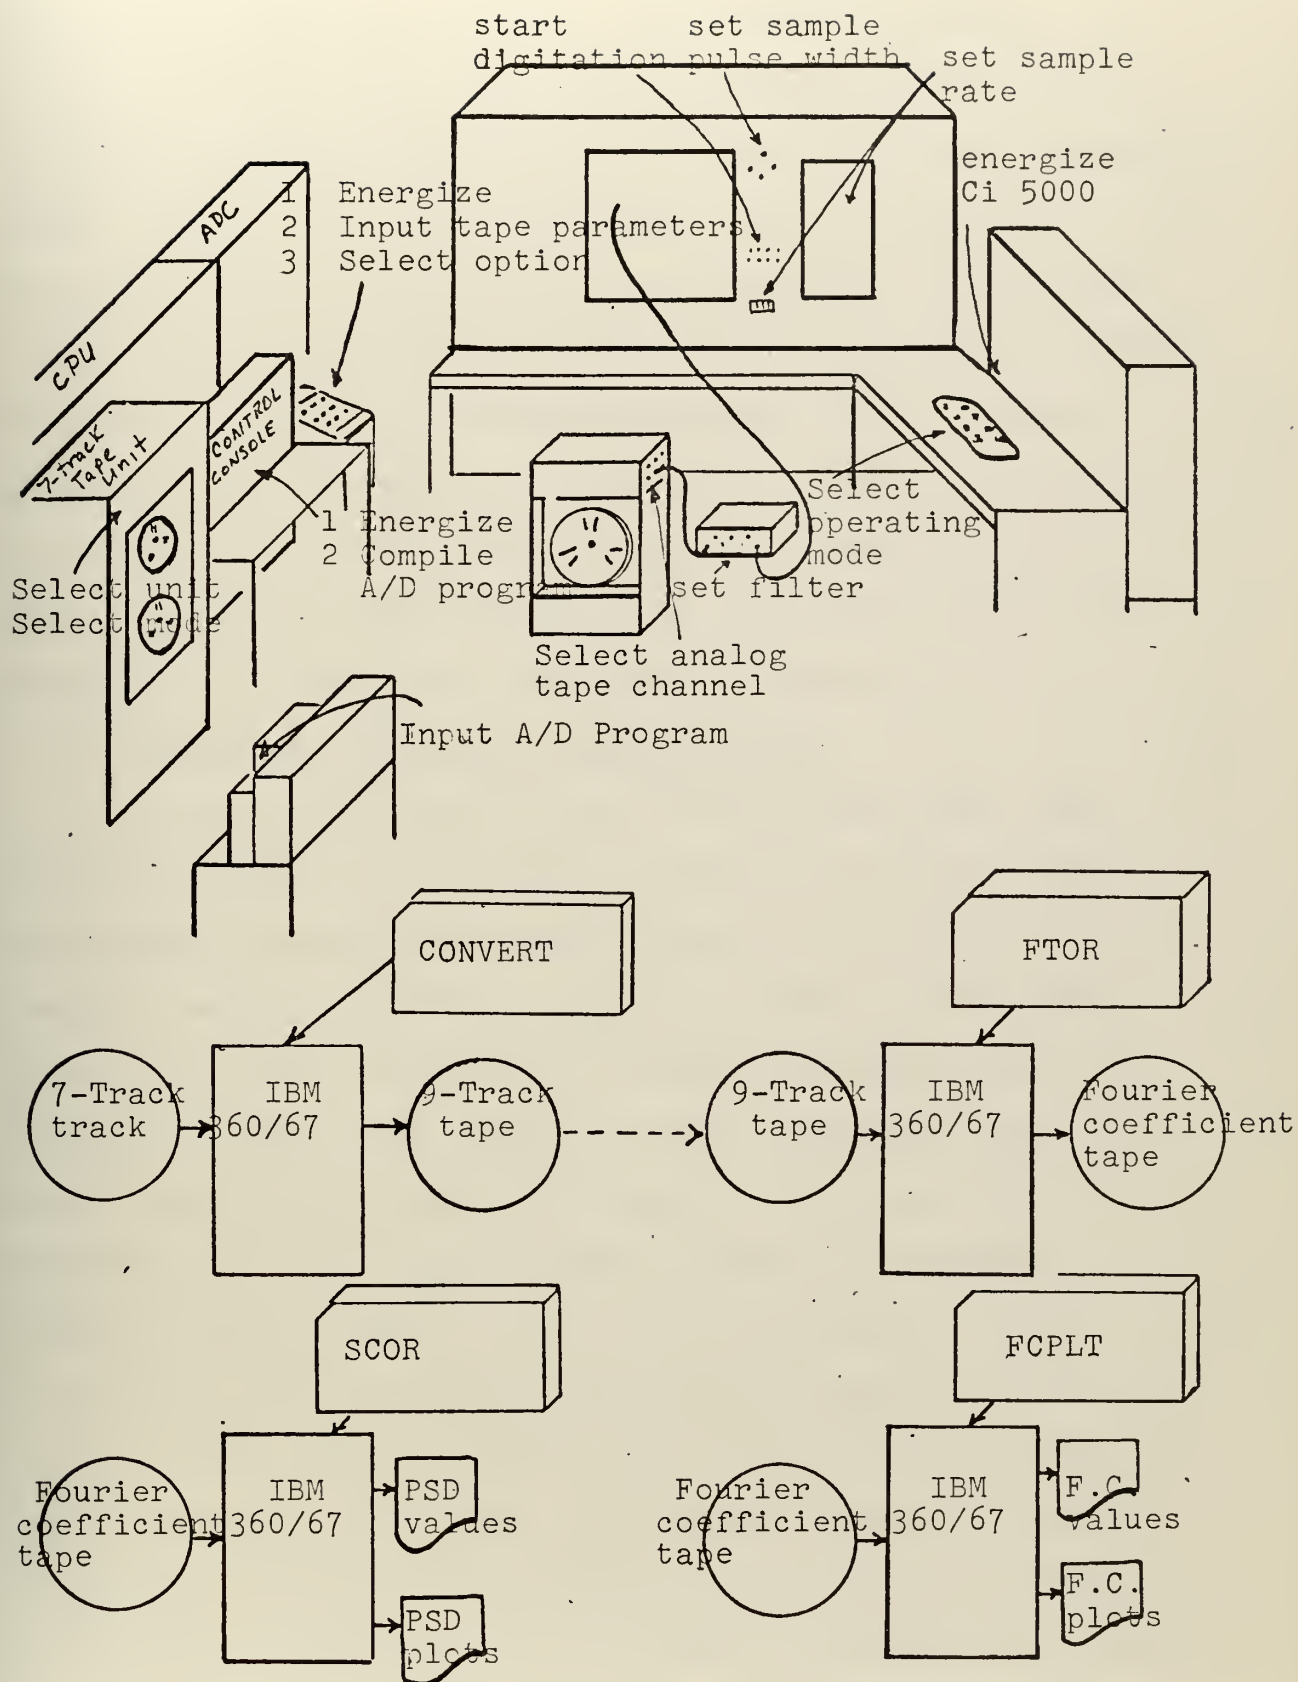 start
digitation
set sample
pulse width
set sample
rate
energize
Ci 5000
1 Energize
2 Input tape parameters
3 Select option
ADC
CPU
7-track
Tape
Unit
CONTROL
CONSOLE
1 Energize
2 Compile
A/D program
Select unit
Select mode
Select
operating
mode
set filter
Select analog
tape channel
Input A/D Program
CONVERT
FTOR
7-Track
track
IBM
360/67
9-Track
tape
9-Track
tape
IBM
360/67
Fourier
coefficient
tape
SCOR
FCPLT
Fourier
coefficient
tape
IBM
360/67
PSD
values
PSD
plots
Fourier
coefficient
tape
IBM
360/67
F.C.
values
F.C.
plots